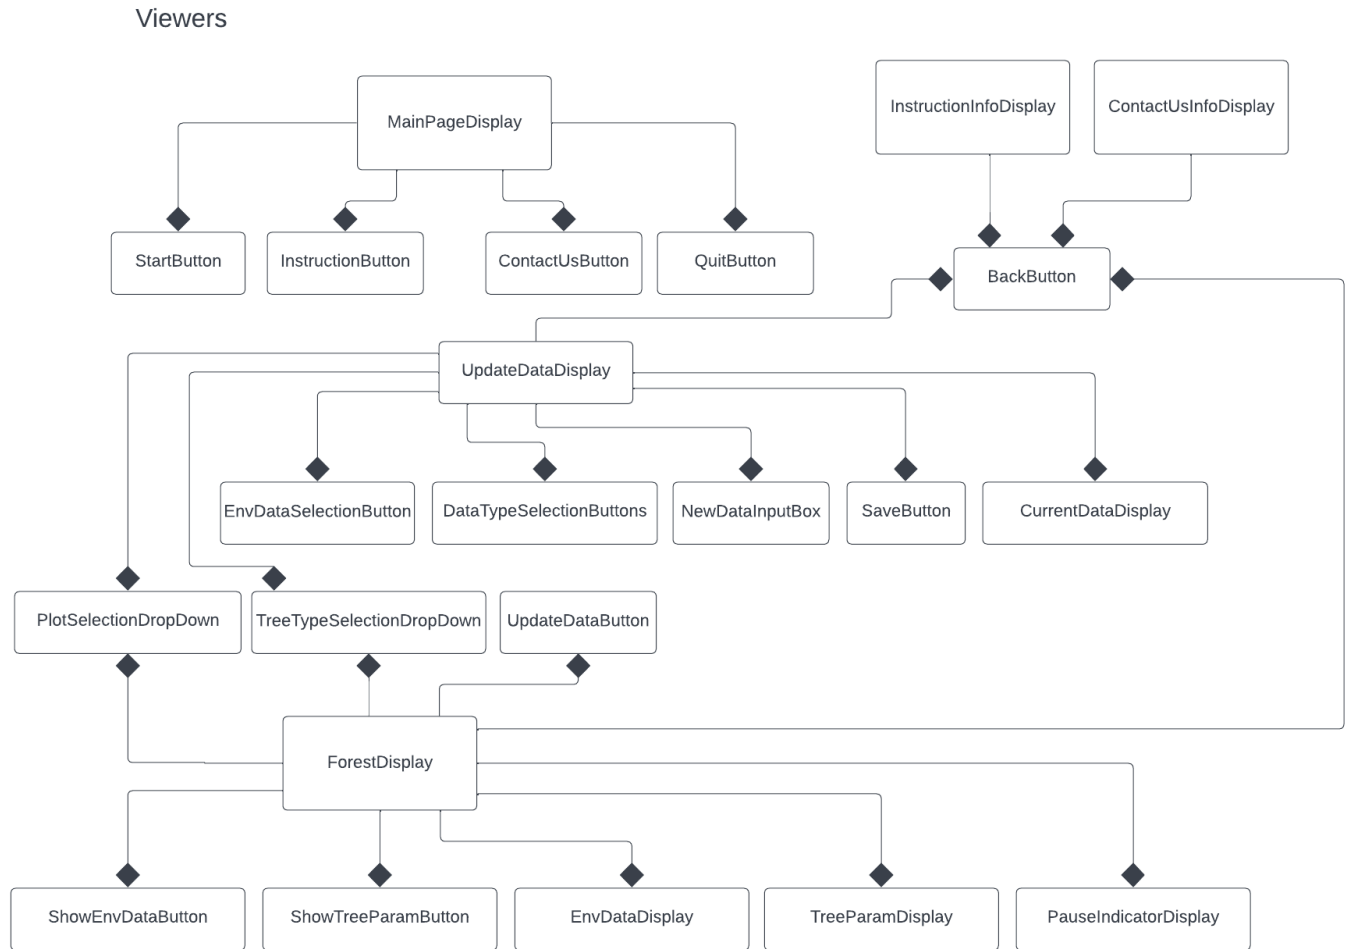 Viewers
MainPageDisplay
InstructionInfoDisplay
ContactUsInfoDisplay
StartButton
InstructionButton
ContactUsButton
QuitButton
BackButton
UpdateDataDisplay
EnvDataSelectionButton
DataTypeSelectionButtons
NewDataInputBox
SaveButton
CurrentDataDisplay
PlotSelectionDropDown
TreeTypeSelectionDropDown
UpdateDataButton
ForestDisplay
ShowEnvDataButton
ShowTreeParamButton
EnvDataDisplay
TreeParamDisplay
PauseIndicatorDisplay